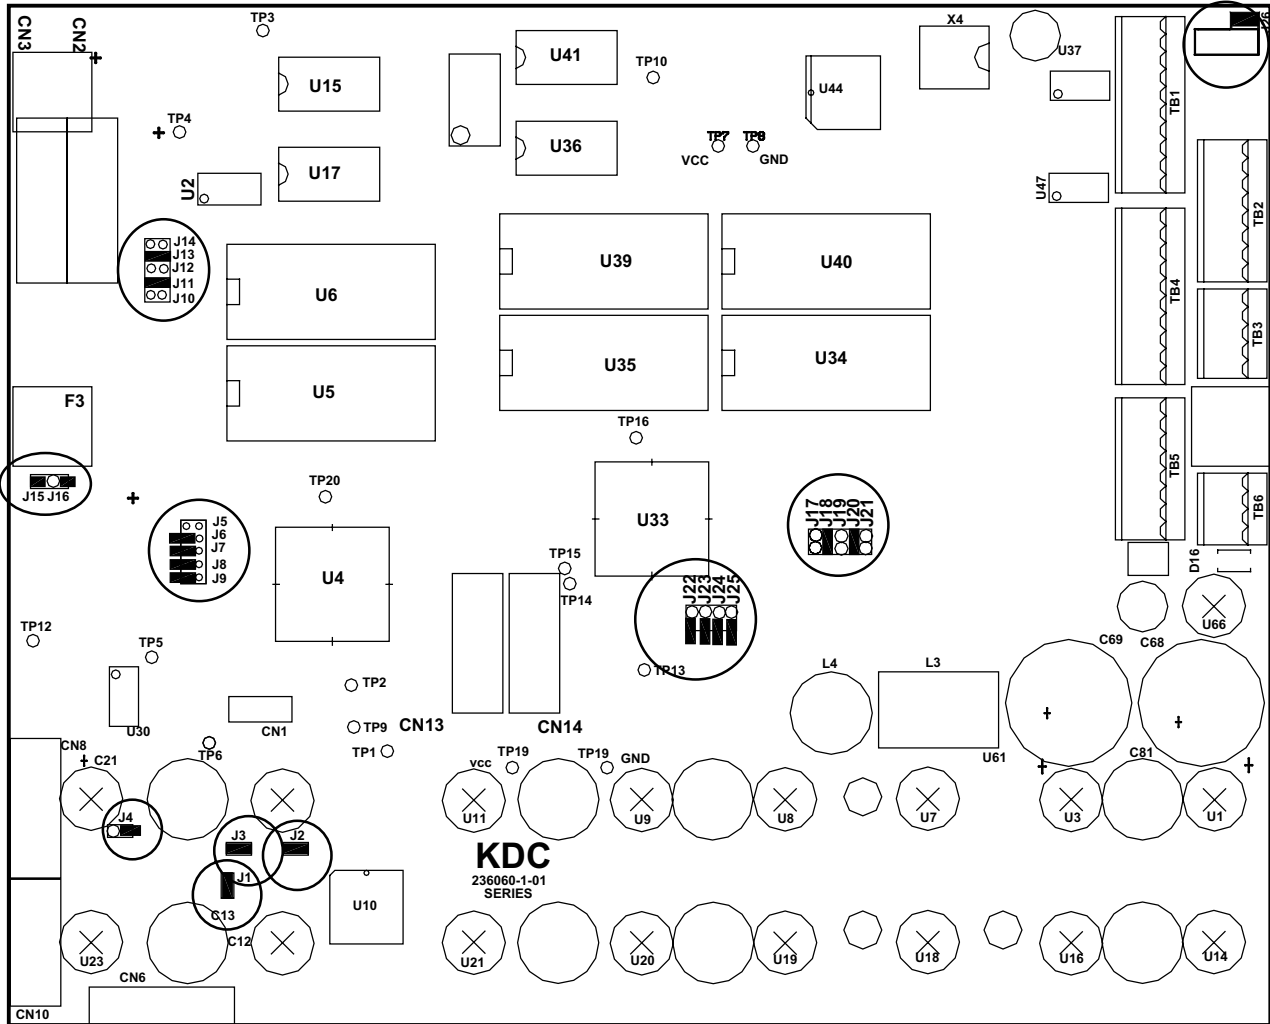 CN3
CN2
+
TP3
U15
U41
TP10
U44
X4
U37
TB1
J26
+
TP4
U2
U17
U36
TP7
TP8
VCC
GND
U47
TB2
J14
J13
J12
J11
J10
U6
U39
U40
TB4
TB3
U5
U35
U34
F3
J15 J16
+
TP16
TP20
TB5
TB6
J5
J6
J7
J8
J9
U4
U33
J17
J18
J19
J20
J21
D16
TP15
TP14
J22
J23
J24
J25
TP12
TP5
U66
C69
C68
TP2
TP13
L4
L3
+
+
U30
CN1
TP9
CN13
CN14
TP6
TP1
CN8
+
C21
vcc
TP19
TP19
GND
U61
C81
+
+
J4
J3
J2
U11
U9
U8
U7
U3
U1
KDC
236060-1-01
SERIES
J1
C13
U10
C12
U23
U21
U20
U19
U18
U16
U14
CN6
CN10